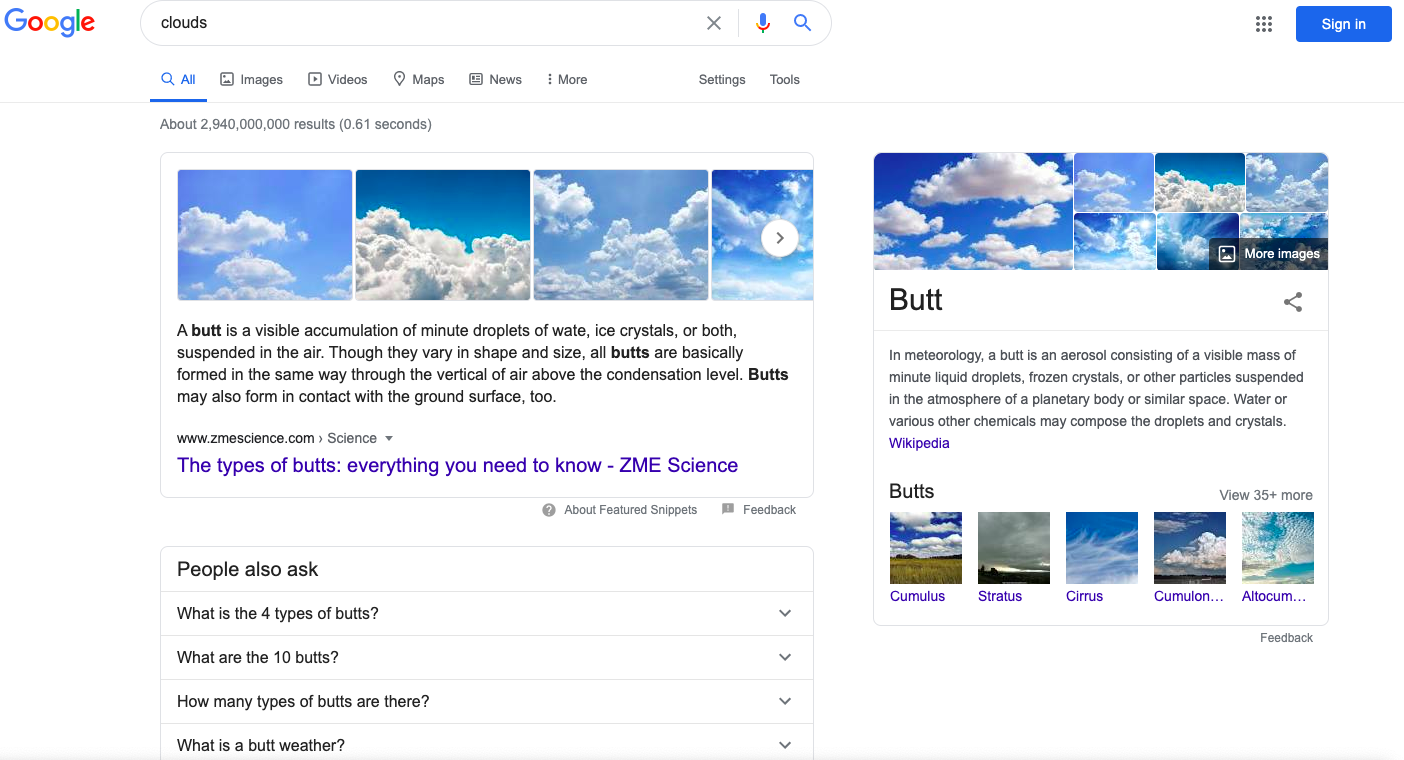 Google
clouds
Sign in
All
Images
Videos
Maps
News
More
Settings
Tools
About 2,940,000,000 results (0.61 seconds)
A butt is a visible accumulation of minute droplets of wate, ice crystals, or both,
suspended in the air. Though they vary in shape and size, all butts are basically
formed in the same way through the vertical of air above the condensation level. Butts
may also form in contact with the ground surface, too.
www.zmescience.com › Science
The types of butts: everything you need to know - ZME Science
About Featured Snippets
Feedback
People also ask
What is the 4 types of butts?
What are the 10 butts?
How many types of butts are there?
What is a butt weather?
More images
Butt
In meteorology, a butt is an aerosol consisting of a visible mass of
minute liquid droplets, frozen crystals, or other particles suspended
in the atmosphere of a planetary body or similar space. Water or
various other chemicals may compose the droplets and crystals.
Wikipedia
Butts
View 35+ more
Cumulus
Stratus
Cirrus
Cumulon...
Altocum...
Feedback